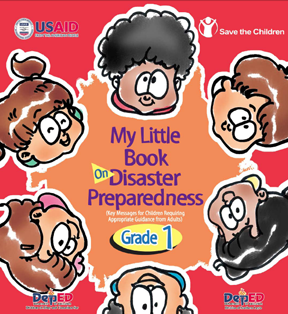 USAID
Save the Children
My Little
Book
On Disaster
Preparedness
(Key Messages for Children Requiring
Appropriate Guidance from Adults)
Grade 1
DepED
DepED